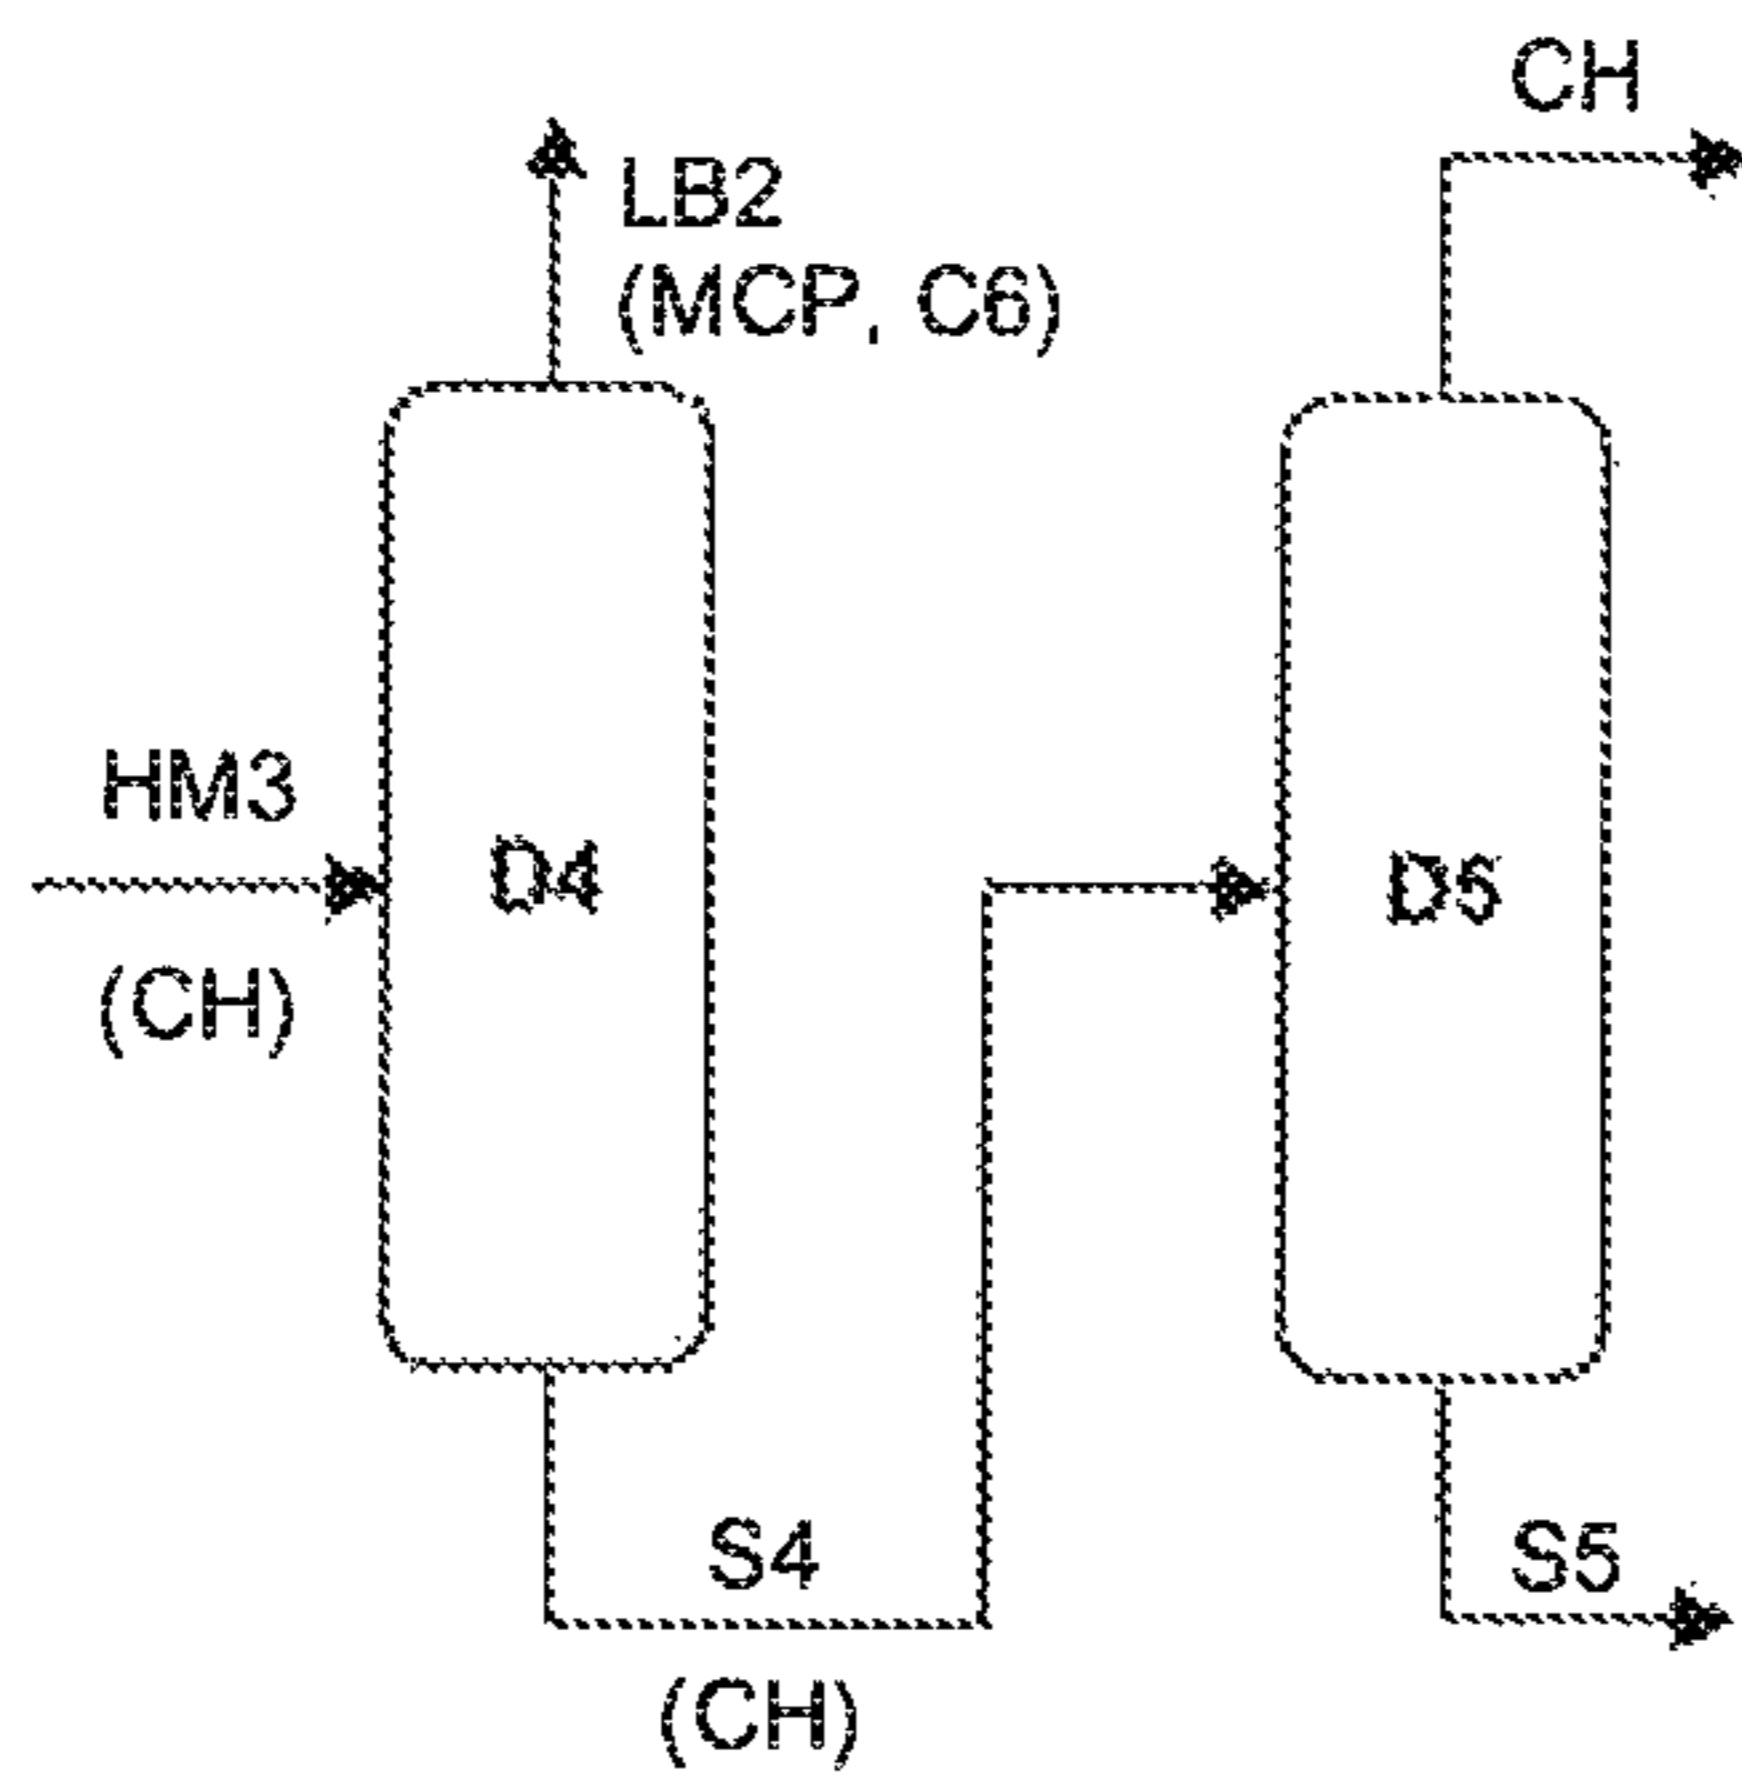 CH
LB2
(MCP, C6)
HM3
D4
D5
(CH)
S4
S5
(CH)